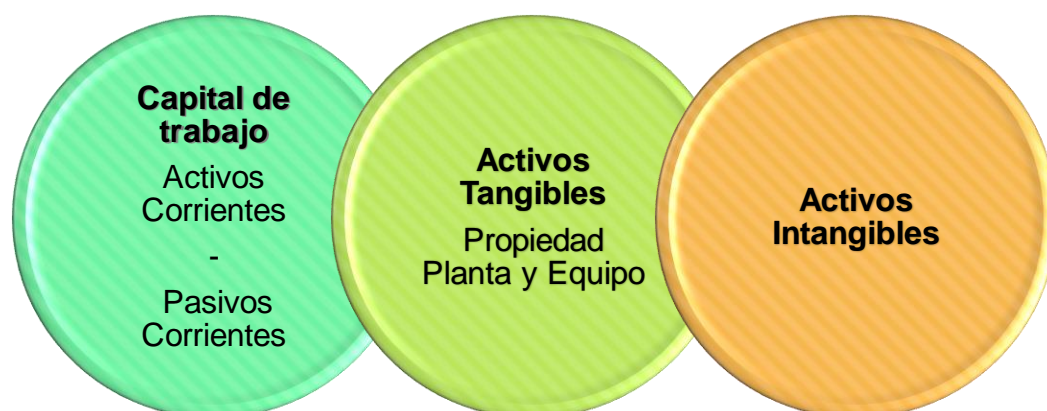 Capital de
trabajo
Activos
Corrientes
-
Pasivos
Corrientes
Activos
Tangibles
Propiedad
Planta y Equipo
Activos
Intangibles